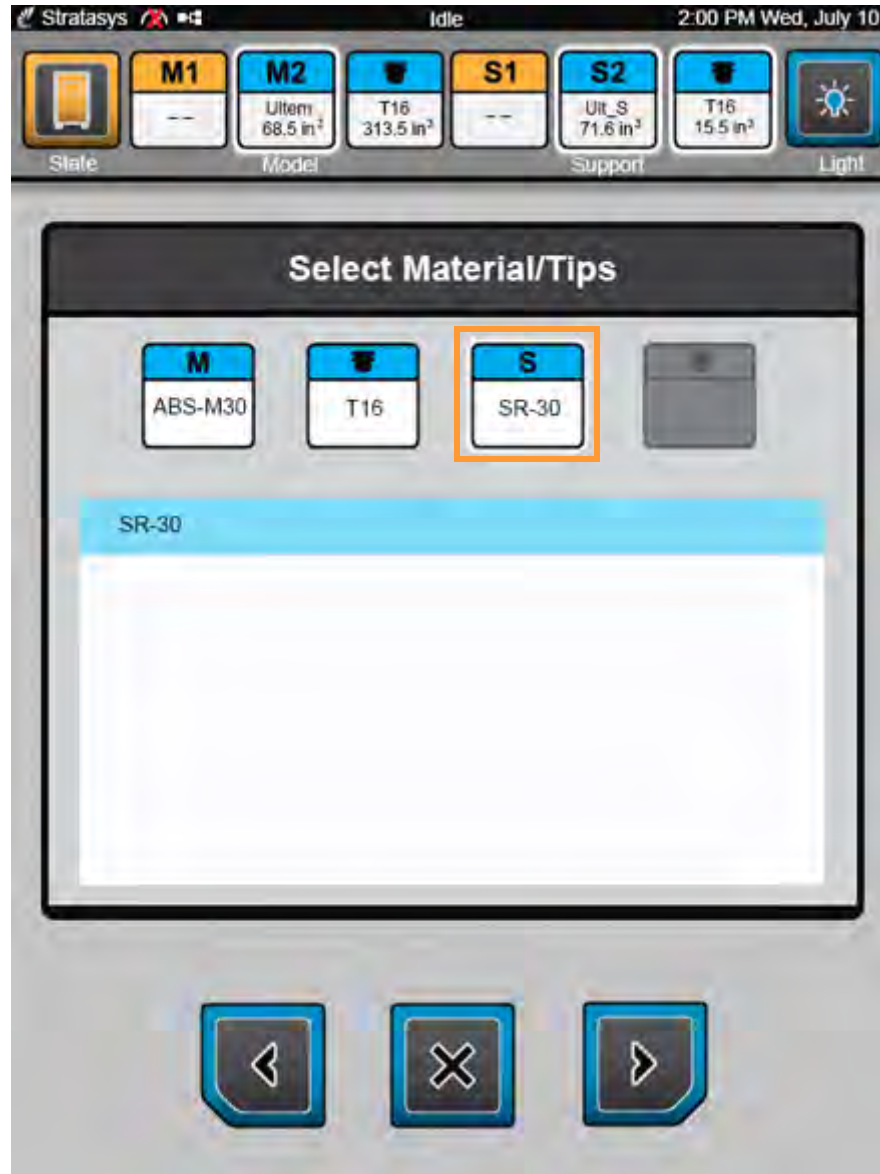 Stratasys Idle 2:00 PM Wed, July 10
M1 M2 S1 S2
-- Ultem 68.5 in³ T16 313.5 in³ -- Ult_S 71.6 in³ T16 15.5 in³
State Model Support Light
Select Material/Tips
M S
ABS-M30 T16 SR-30
SR-30